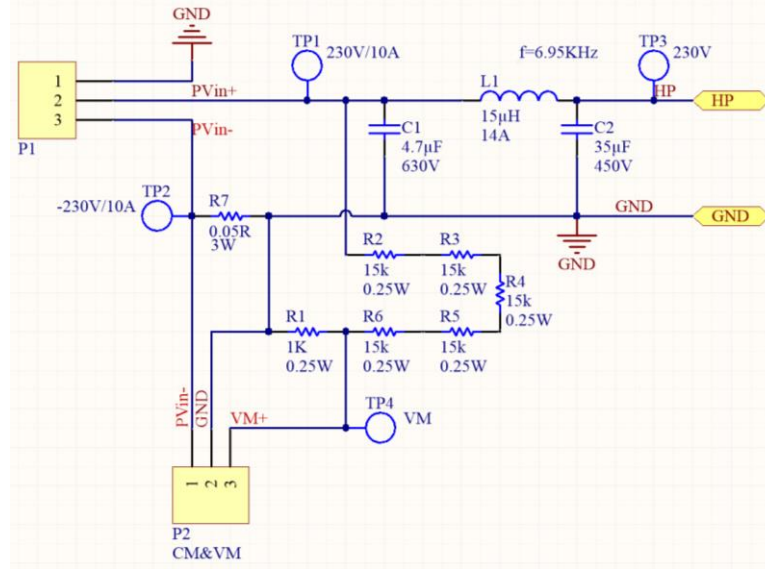 GND
TP1
230V/10A
f=6.95KHz
TP3
230V
1
2
3
P1
PVin+
PVin-
L1
15µH
14A
HP
HP
C1
4.7µF
630V
C2
35µF
450V
TP2
-230V/10A
R7
0.05R
3W
GND
GND
GND
R2
15k
0.25W
R3
15k
0.25W
R4
15k
0.25W
R1
1K
0.25W
R6
15k
0.25W
R5
15k
0.25W
PVin-
GND
VM+
TP4
VM
1
2
3
P2
CM&VM